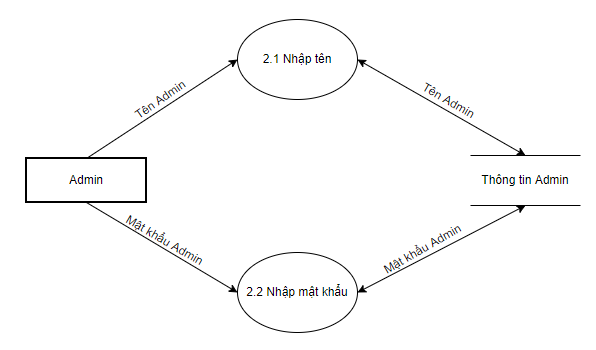 2.1 Nhập tên
Tên Admin
Tên Admin
Admin
Thông tin Admin
Mật khẩu Admin
Mật khẩu Admin
2.2 Nhập mật khẩu